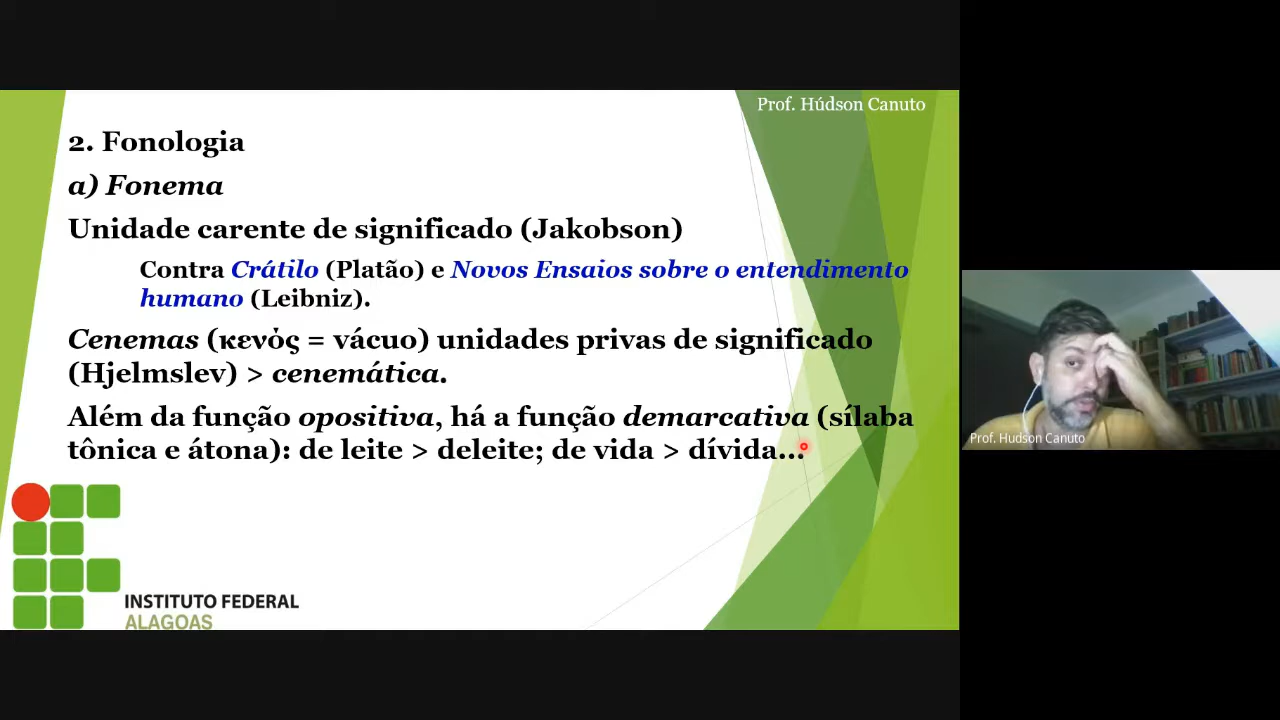 Prof. Húdson Canuto
2. Fonologia
a) Fonema
Unidade carente de significado (Jakobson)
Contra Crátilo (Platão) e Novos Ensaios sobre o entendimento
humano (Leibniz).
Cenemas (κενός = vácuo) unidades privas de significado
(Hjelmslev) > cenemática.
Além da função opositiva, há a função demarcativa (sílaba
tônica e átona): de leite > deleite; de vida > dívida...
INSTITUTO FEDERAL
ALAGOAS
Prof. Hudson Canuto